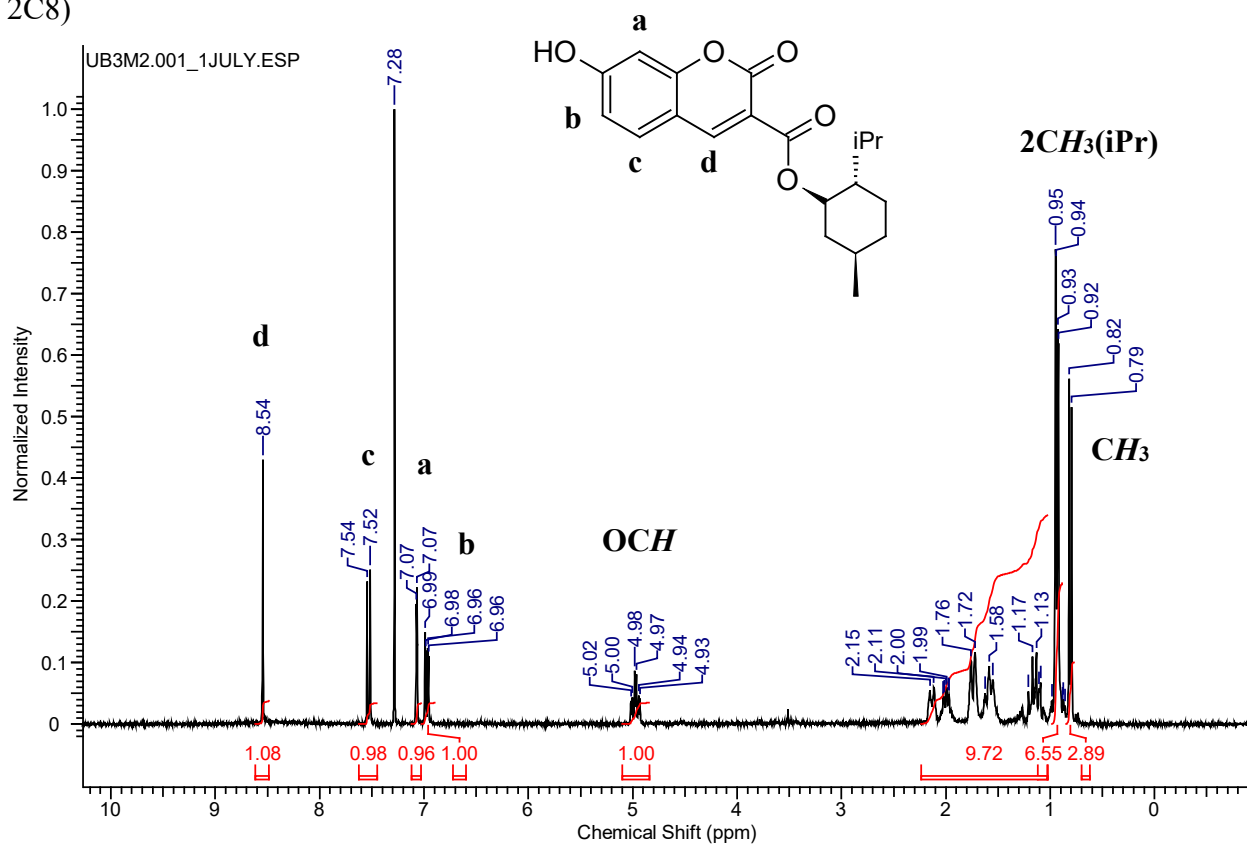 2C8)
UB3M2.001_1JULY.ESP
a
HO
O
O
b
c
d
O
O
iPr
2CH3(iPr)
CH3
d
c
a
b
OCH
8.54
7.54
7.52
7.28
7.07
7.07
6.99
6.98
6.96
6.96
5.02
5.00
4.98
4.97
4.94
4.93
2.15
2.11
2.00
1.99
1.76
1.72
1.58
1.17
1.13
0.95
0.94
0.93
0.92
0.82
0.79
Normalized Intensity
1.0
0.9
0.8
0.7
0.6
0.5
0.4
0.3
0.2
0.1
0
1.08 0.98 0.96 1.00 1.00 9.72 6.55 2.89
10 9 8 7 6 5 4 3 2 1 0
Chemical Shift (ppm)